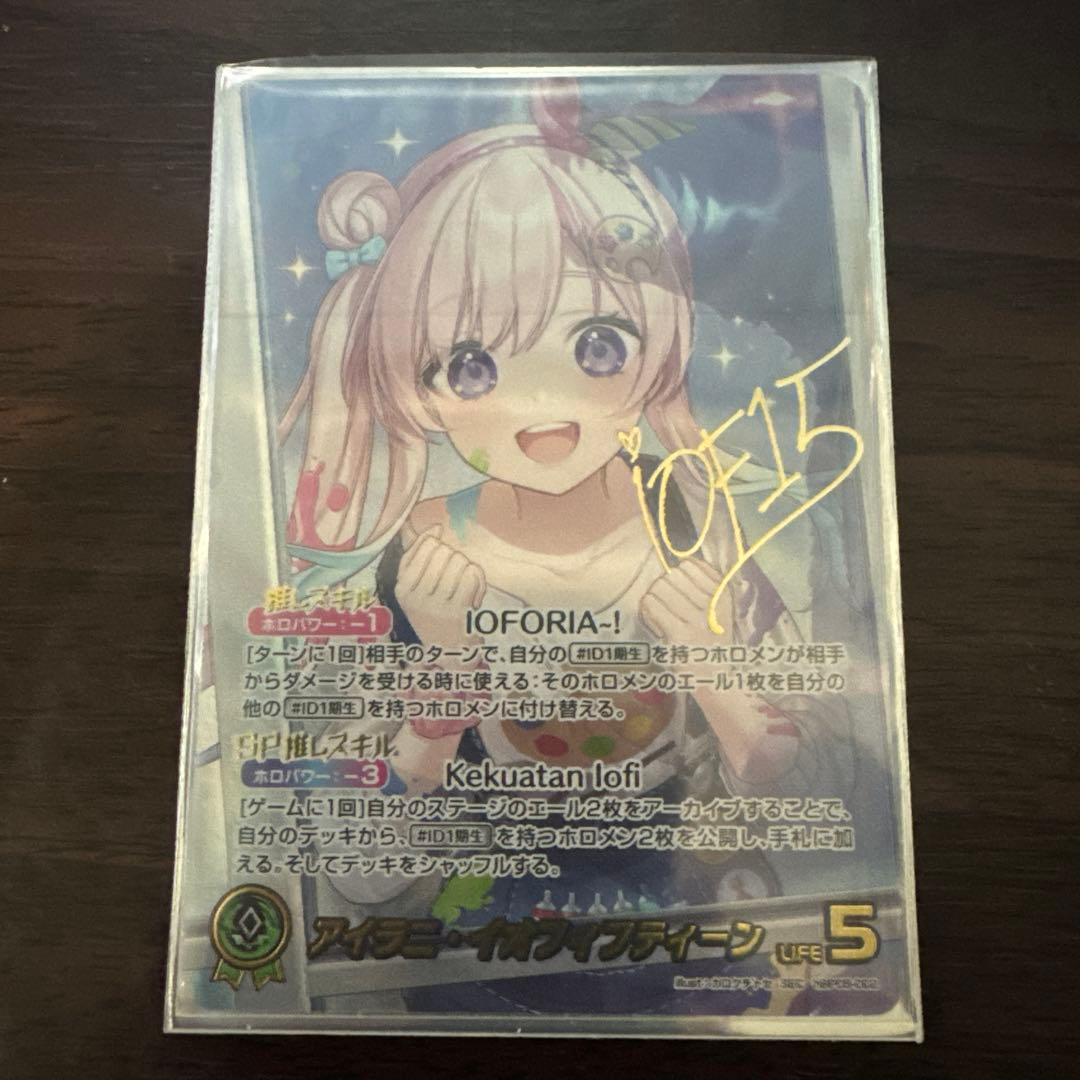 iOFI15
推しスキル
ホロパワー：－1
IOFORIA~!
[ターンに1回]相手のターンで、自分の#ID1期生を持つホロメンが相手
からダメージを受ける時に使える：そのホロメンのエール1枚を自分の
他の#ID1期生を持つホロメンに付け替える。
SP推しスキル
ホロパワー：－3
Kekuatan Iofi
[ゲームに1回]自分のステージのエール2枚をアーカイブすることで、
自分のデッキから、#ID1期生を持つホロメン2枚を公開し、手札に加
える。そしてデッキをシャッフルする。
アイラニ・イオフィフティーン
LIFE 5